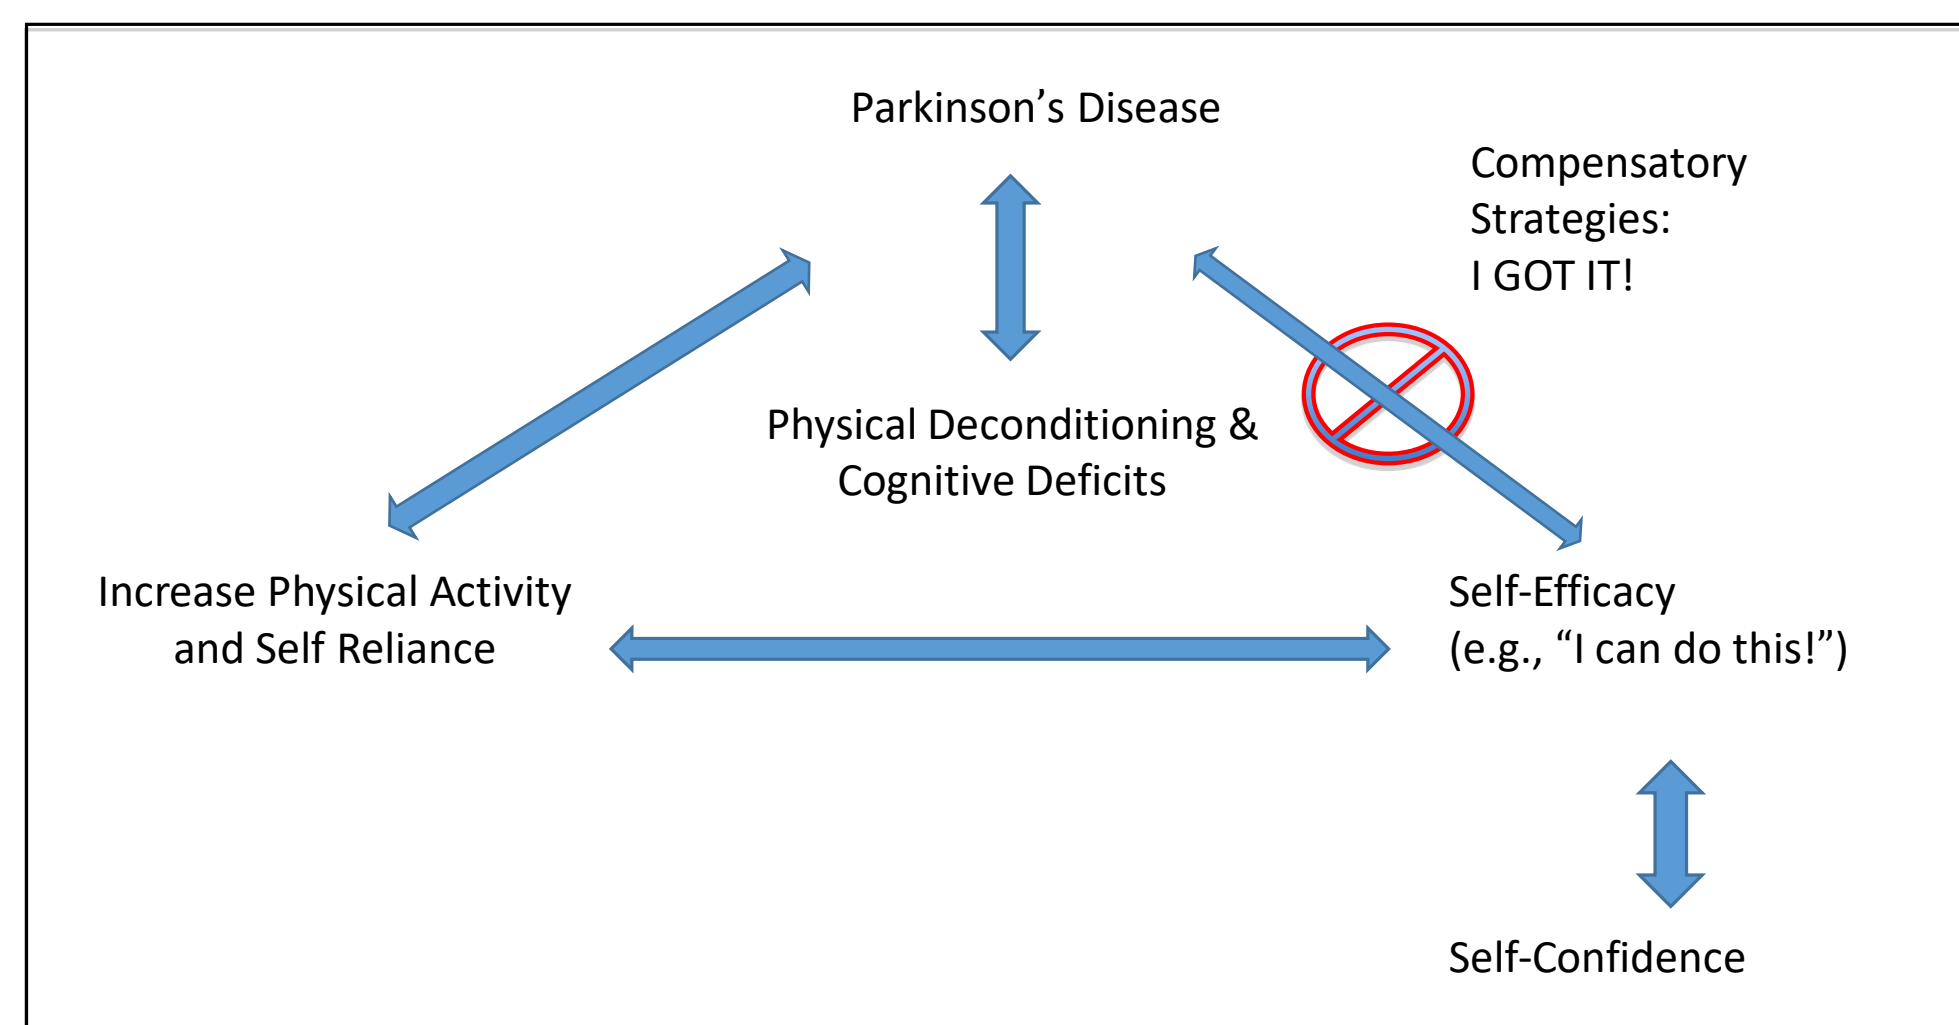 Parkinson’s Disease
Compensatory
Strategies:
I GOT IT!
Physical Deconditioning &
Cognitive Deficits
Increase Physical Activity
and Self Reliance
Self-Efficacy
(e.g., “I can do this!”)
Self-Confidence